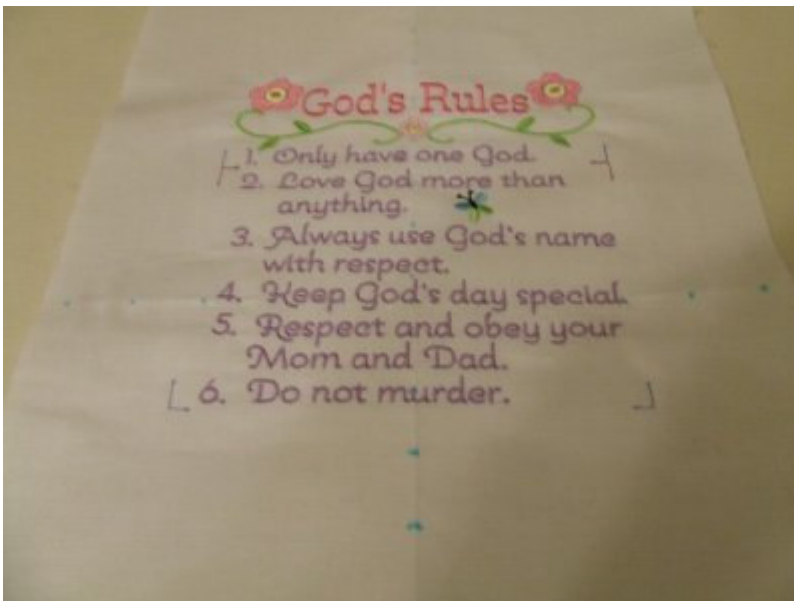 God's Rules
1. Only have one God.
2. Love God more than
anything.
3. Always use God's name
with respect.
4. Keep God's day special.
5. Respect and obey your
Mom and Dad.
6. Do not murder.